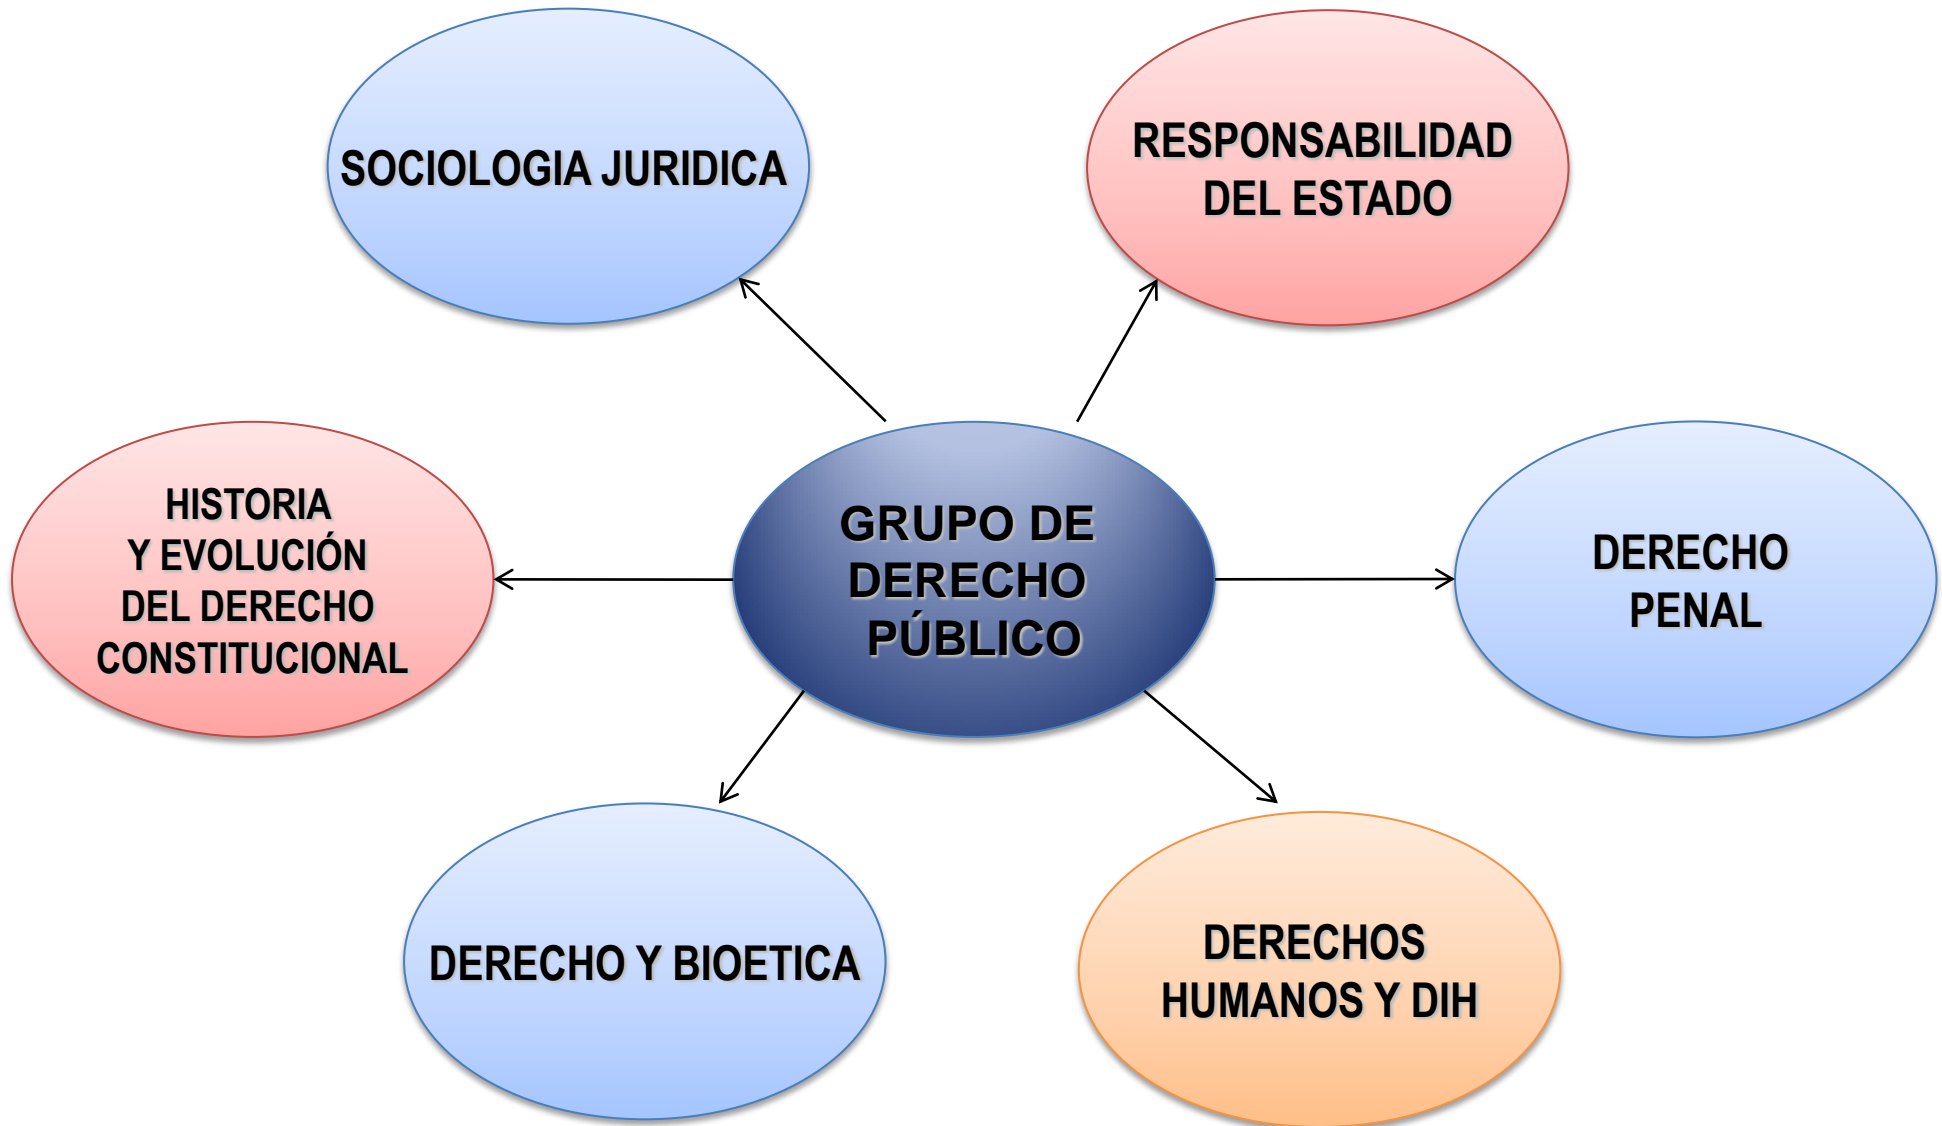 SOCIOLOGIA JURIDICA
RESPONSABILIDAD
DEL ESTADO
HISTORIA
Y EVOLUCIÓN
DEL DERECHO
CONSTITUCIONAL
GRUPO DE
DERECHO
PÚBLICO
DERECHO
PENAL
DERECHO Y BIOETICA
DERECHOS
HUMANOS Y DIH